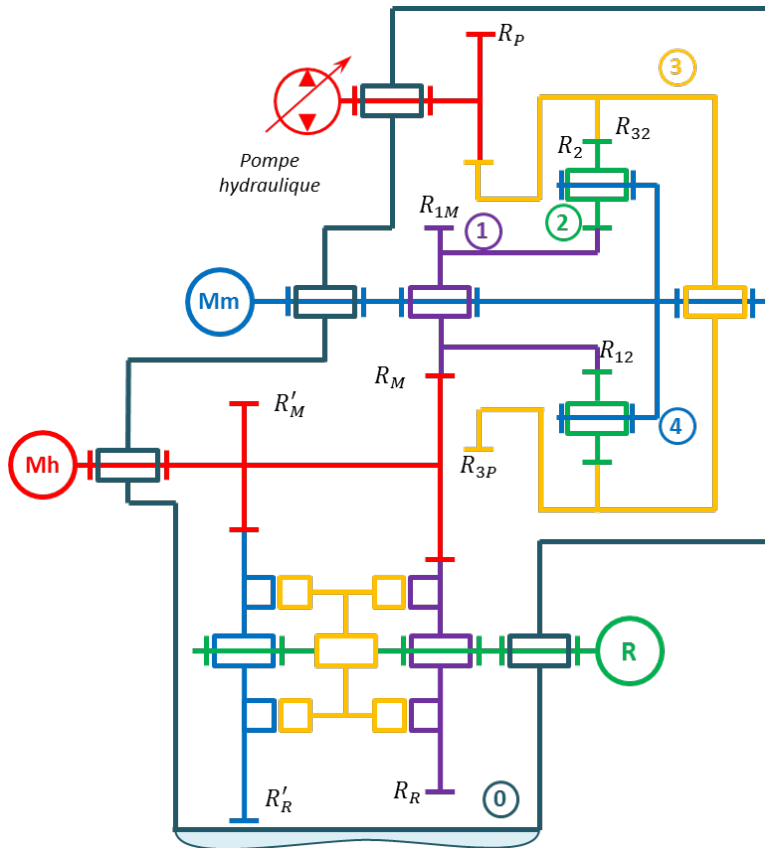 R_P
3
R_32
R_2
Pompe
hydraulique
R_1M
1
2
Mm
R_12
R_M
R'_M
4
Mh
R_3P
R
R'_R
R_R
0